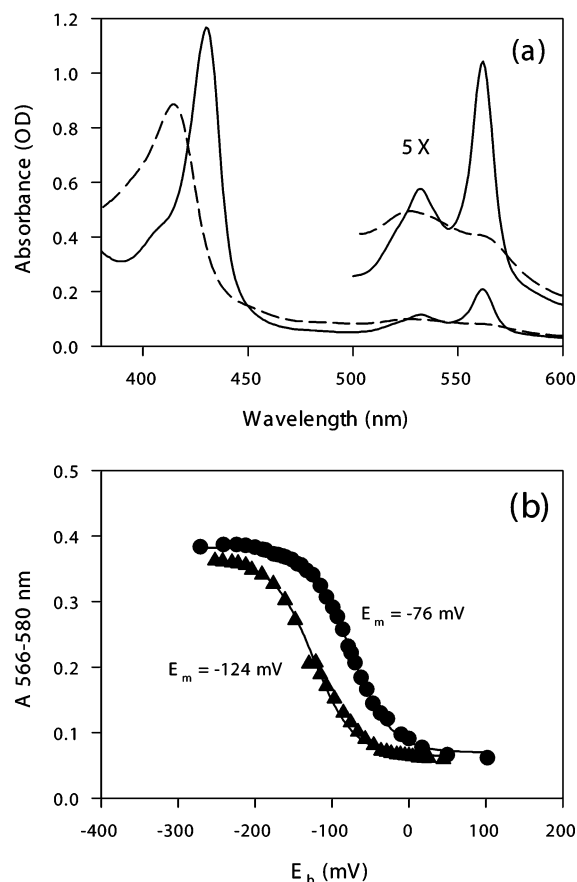 (a)
1.2
1.0
0.8
0.6
0.4
0.2
0.0
Absorbance (OD)
5 X
400
450
500
550
600
Wavelength (nm)
(b)
0.5
0.4
0.3
0.2
0.1
0.0
A 566-580 nm
E m = -76 mV
E m = -124 mV
-400
-300
-200
-100
0
100
200
E h (mV)